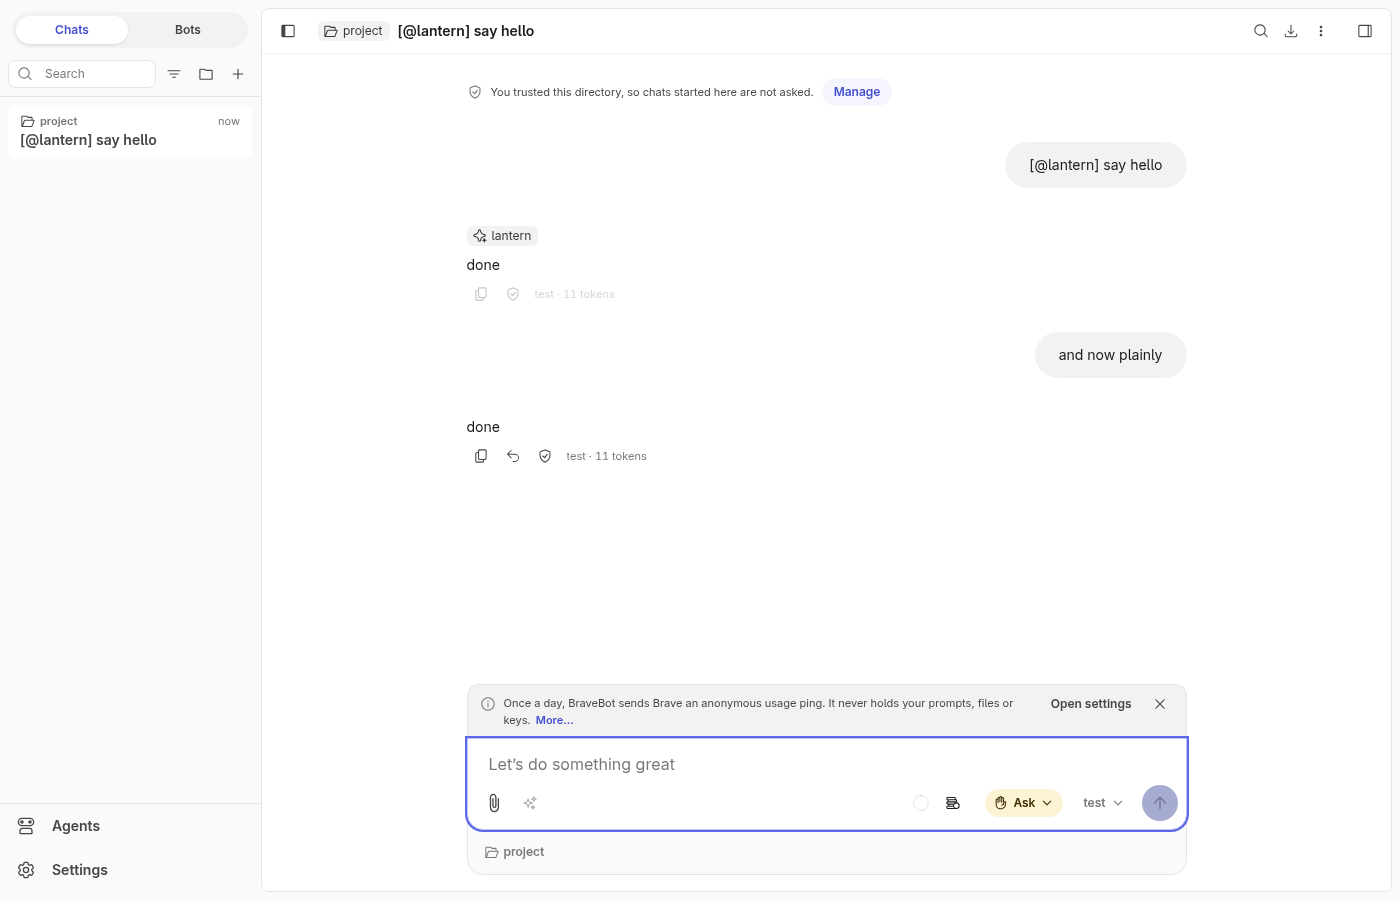 Chats
Bots
Search
project
now
[@lantern] say hello
Agents
Settings
project
[@lantern] say hello
You trusted this directory, so chats started here are not asked.
Manage
[@lantern] say hello
lantern
done
test · 11 tokens
and now plainly
done
test · 11 tokens
Once a day, BraveBot sends Brave an anonymous usage ping. It never holds your prompts, files or
keys. More...
Open settings
Let's do something great
Ask
test
project